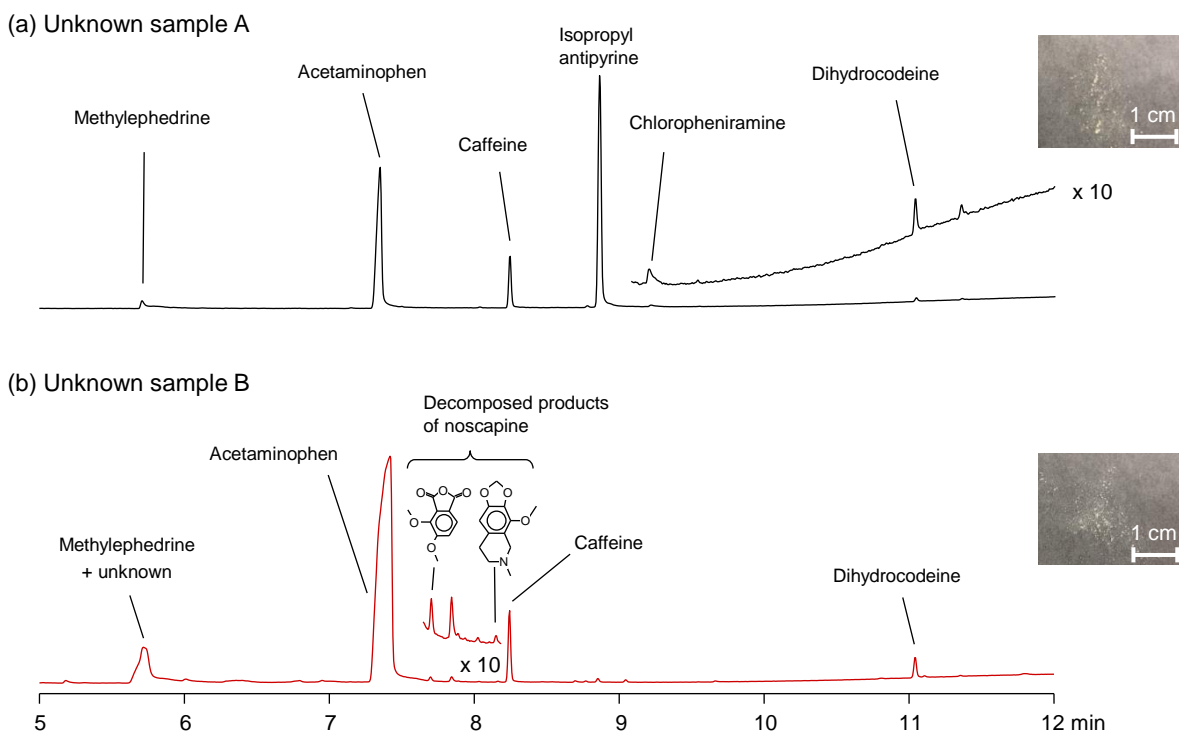 (a) Unknown sample A
Isopropyl
antipyrine
Acetaminophen
Dihydrocodeine
Methylephedrine
Caffeine
Chloropheniramine
1 cm
x 10
(b) Unknown sample B
Decomposed products
of noscapine
Acetaminophen
O
O
O
O
O
O
O
O
N
Methylephedrine
+ unknown
Caffeine
Dihydrocodeine
1 cm
x 10
5
6
7
8
9
10
11
12 min